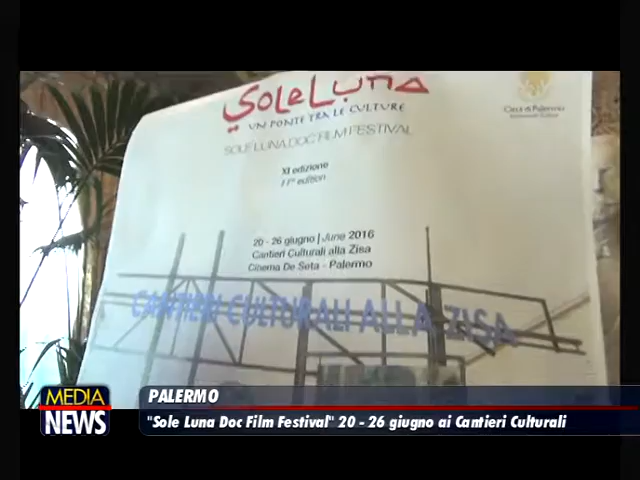 SOLELUNA
UN PONTE TRA LE CULTURE
SOLE LUNA DOC FILM FESTIVAL
Città di Palermo
XI edizione
11th edition
20 - 26 giugno | June 2016
Cantieri Culturali alla Zisa
Cinema De Seta - Palermo
CANTIERI CULTURALI ALLA ZISA
MEDIA
NEWS
PALERMO
"Sole Luna Doc Film Festival" 20 - 26 giugno ai Cantieri Culturali